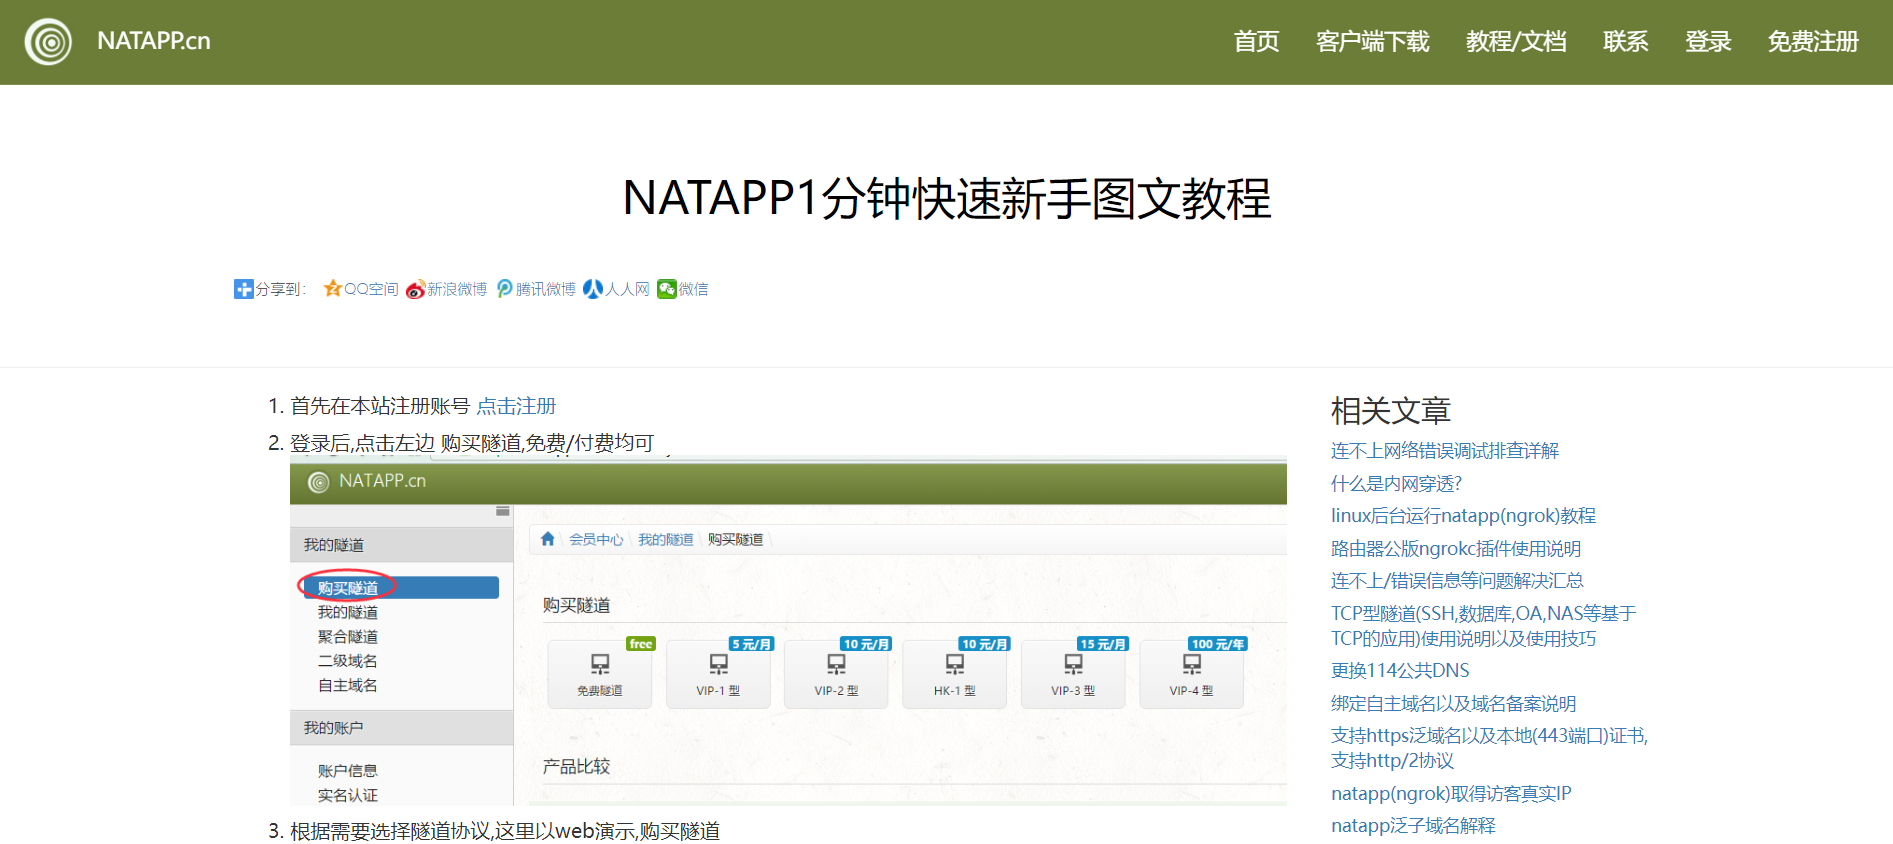 NATAPP.cn
首页 客户端下载 教程/文档 联系 登录 免费注册
NATAPP1分钟快速新手图文教程
分享到: QQ空间 新浪微博 腾讯微博 人人网 微信
1. 首先在本站注册账号 点击注册
2. 登录后,点击左边 购买隧道,免费/付费均可
NATAPP.cn
我的隧道
购买隧道
我的隧道
聚合隧道
二级域名
自主域名
我的账户
账户信息
实名认证
会员中心 \ 我的隧道 \ 购买隧道 \
购买隧道
free 5 元/月 10 元/月 10 元/月 15 元/月 100 元/年
免费隧道 VIP-1 型 VIP-2 型 HK-1 型 VIP-3 型 VIP-4 型
产品比较
3. 根据需要选择隧道协议,这里以web演示,购买隧道
相关文章
连不上网络错误调试排查详解
什么是内网穿透?
linux后台运行natapp(ngrok)教程
路由器公版ngrokc插件使用说明
连不上/错误信息等问题解决汇总
TCP型隧道(SSH,数据库,OA,NAS等基于
TCP的应用)使用说明以及使用技巧
更换114公共DNS
绑定自主域名以及域名备案说明
支持https泛域名以及本地(443端口)证书,
支持http/2协议
natapp(ngrok)取得访客真实IP
natapp泛子域名解释